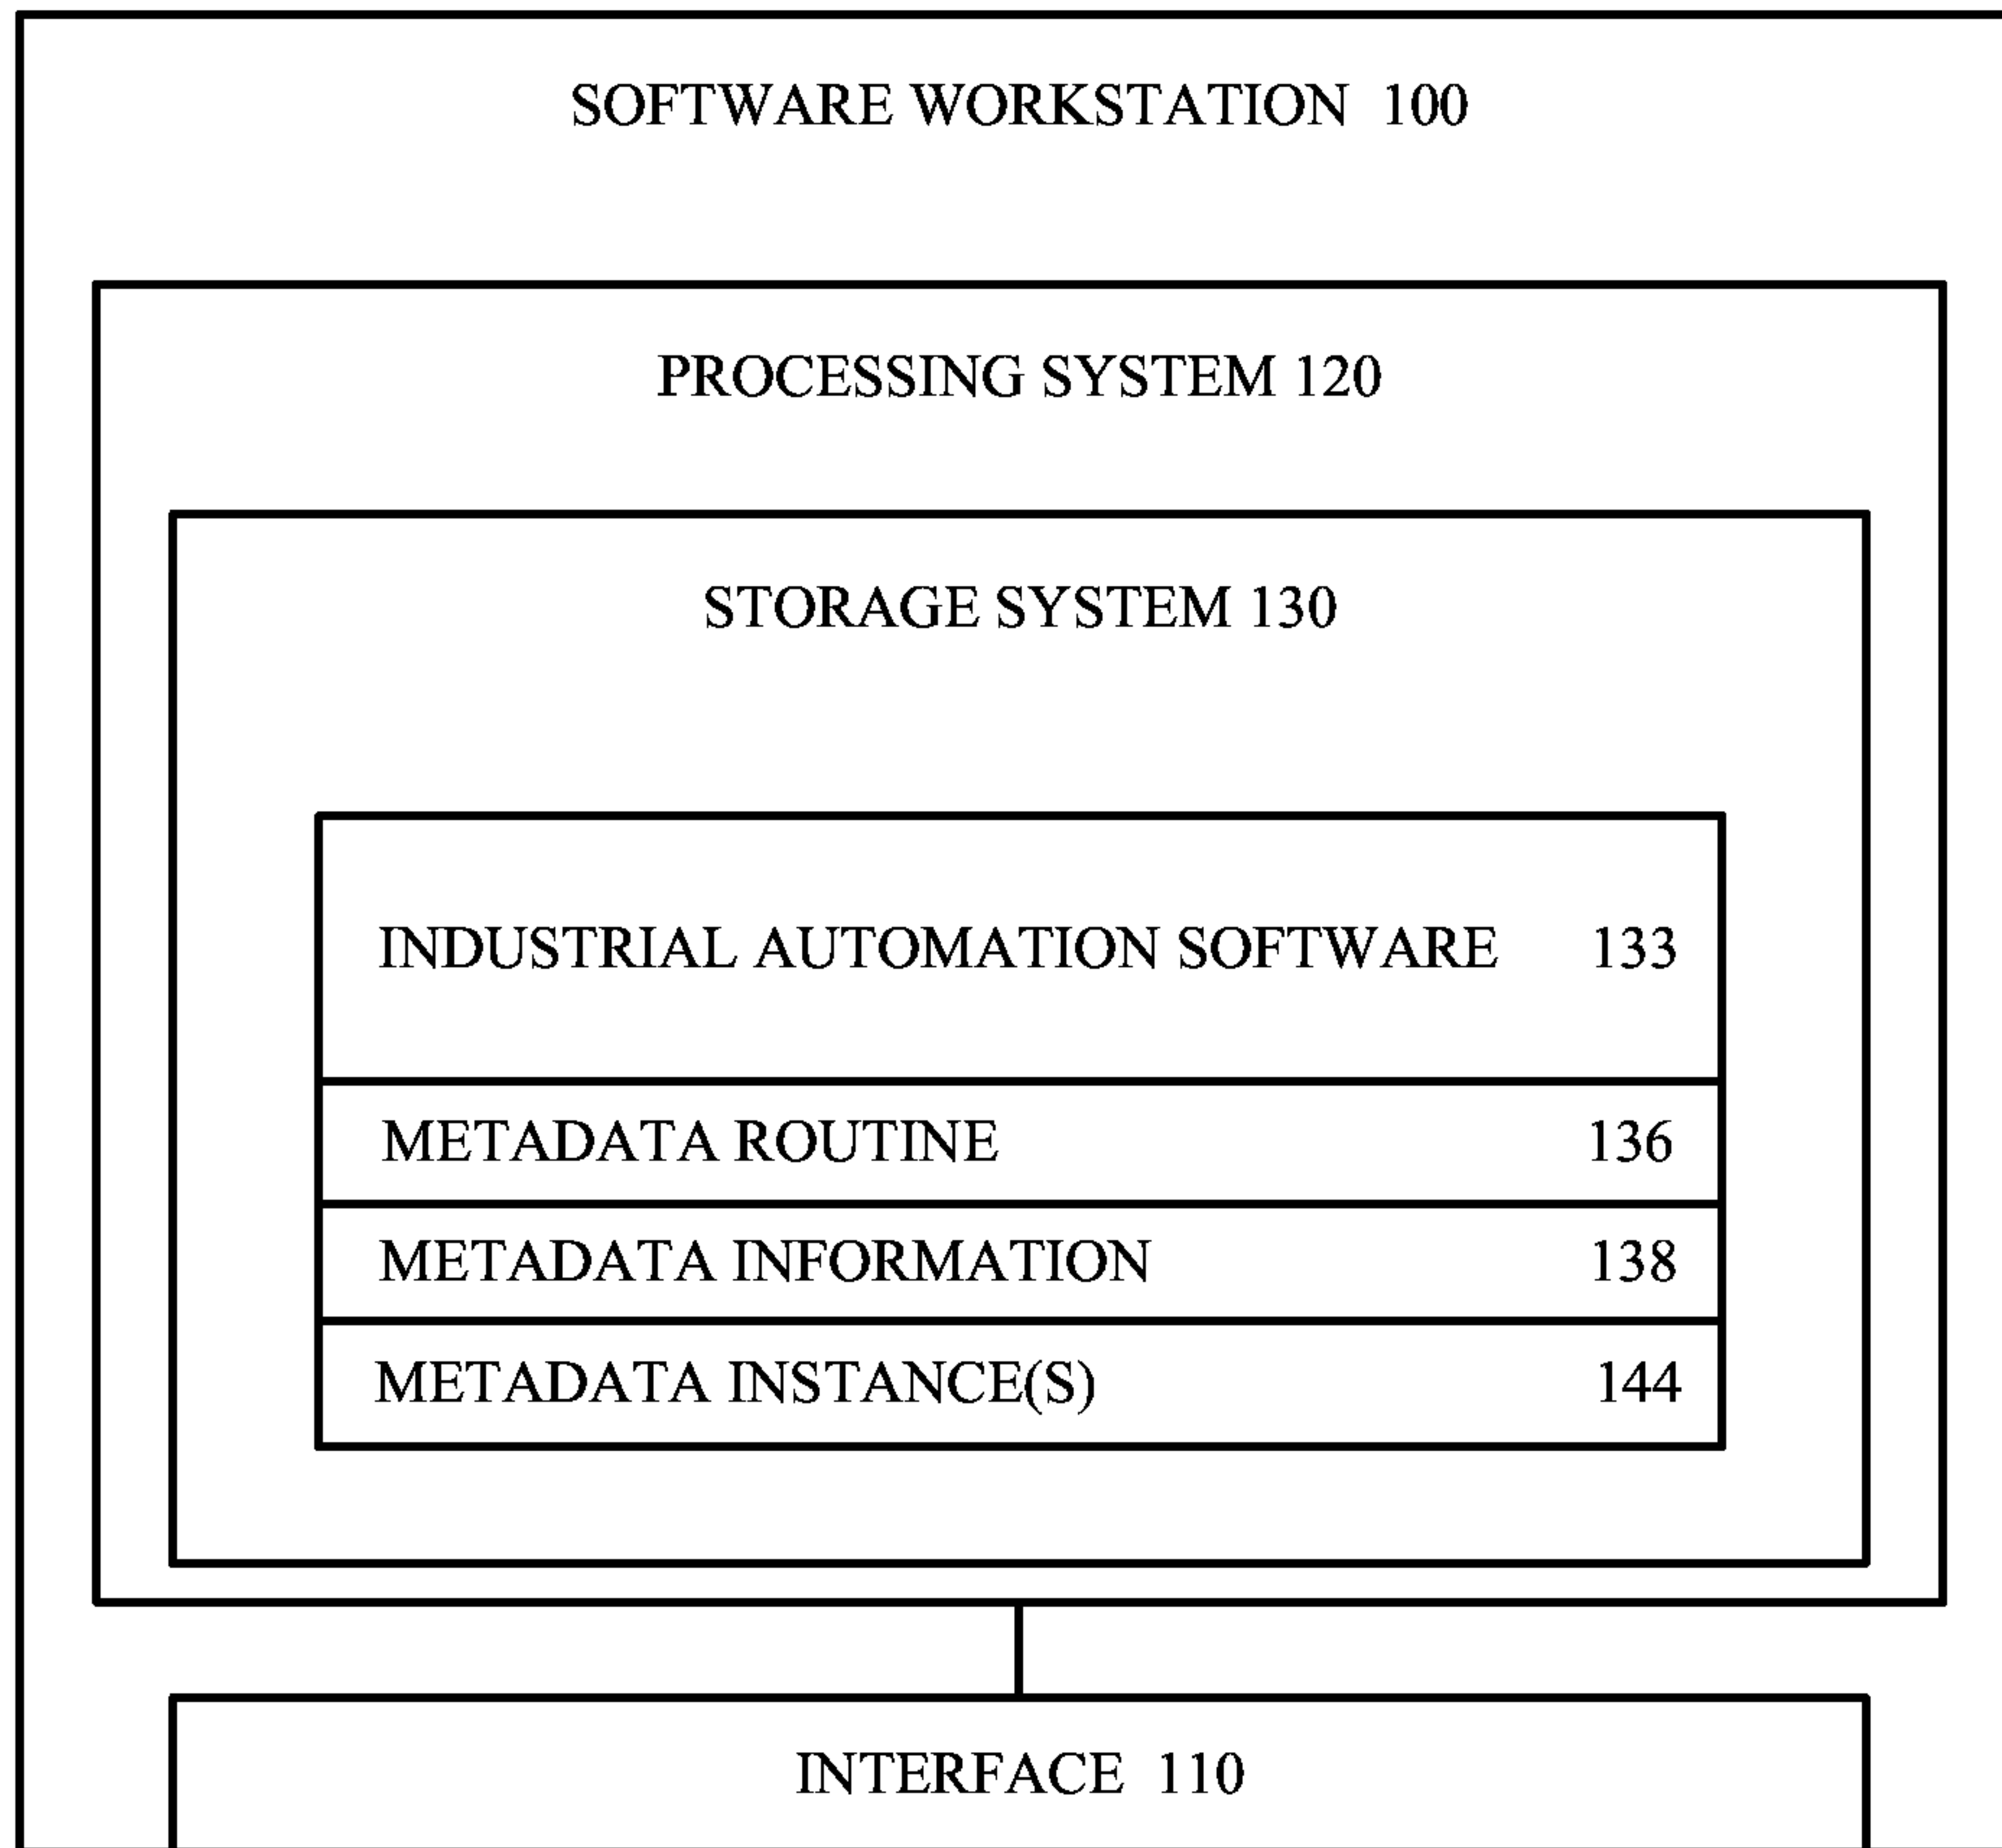 SOFTWARE WORKSTATION 100
PROCESSING SYSTEM 120
STORAGE SYSTEM 130
INDUSTRIAL AUTOMATION SOFTWARE 133
METADATA ROUTINE 136
METADATA INFORMATION 138
METADATA INSTANCE(S) 144
INTERFACE 110